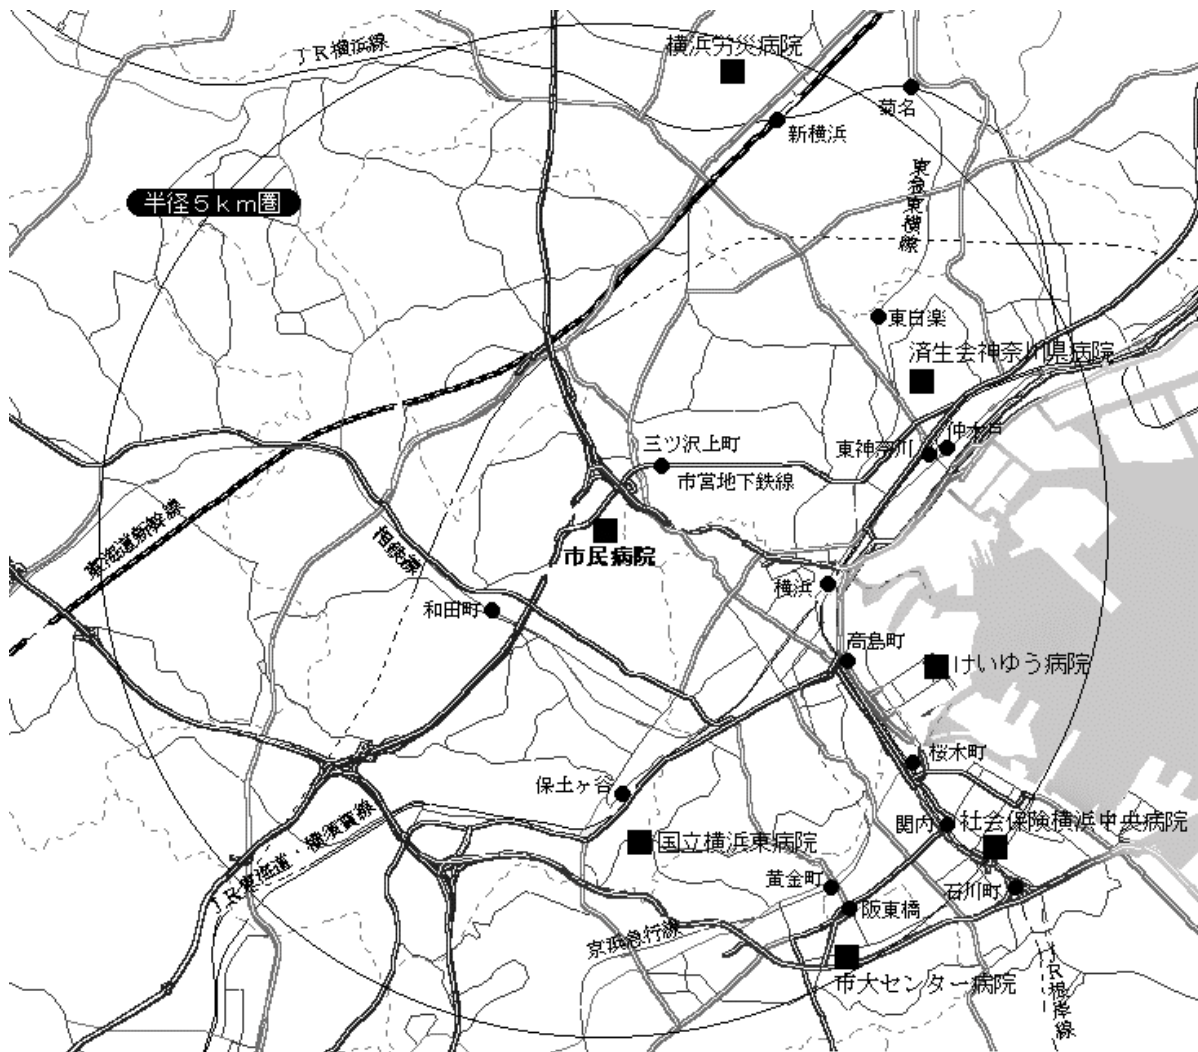 JR横浜線
横浜労災病院
菊名
新横浜
東急東横線
半径5km圏
東白楽
済生会神奈川県病院
三ツ沢上町
東神奈川
仲木戸
市営地下鉄線
東海道新幹線
相鉄線
市民病院
横浜
和田町
高島町
けいゆう病院
桜木町
保土ヶ谷
JR東海道・横須賀線
関内
社会保険横浜中央病院
国立横浜東病院
黄金町
石川町
阪東橋
京浜急行線
市大センター病院
JR根岸線